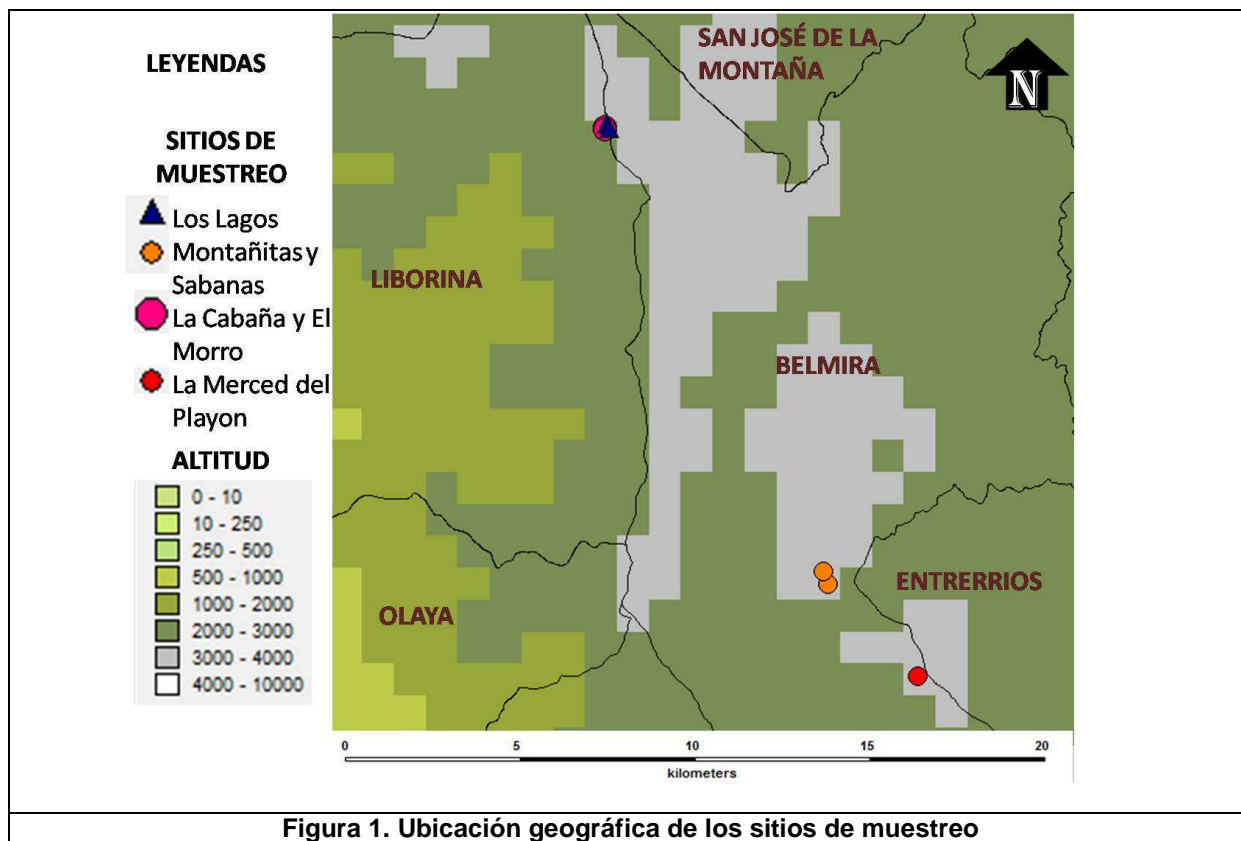 LEYENDAS
SITIOS DE
MUESTREO
Los Lagos
Montañitas y
Sabanas
La Cabaña y El
Morro
La Merced del
Playon
ALTITUD
0 - 10
10 - 250
250 - 500
500 - 1000
1000 - 2000
2000 - 3000
3000 - 4000
4000 - 10000
SAN JOSÉ DE LA
MONTAÑA
N
LIBORINA
BELMIRA
ENTRERRIOS
OLAYA
0 5 10 15 20
kilometers
Figura 1. Ubicación geográfica de los sitios de muestreo